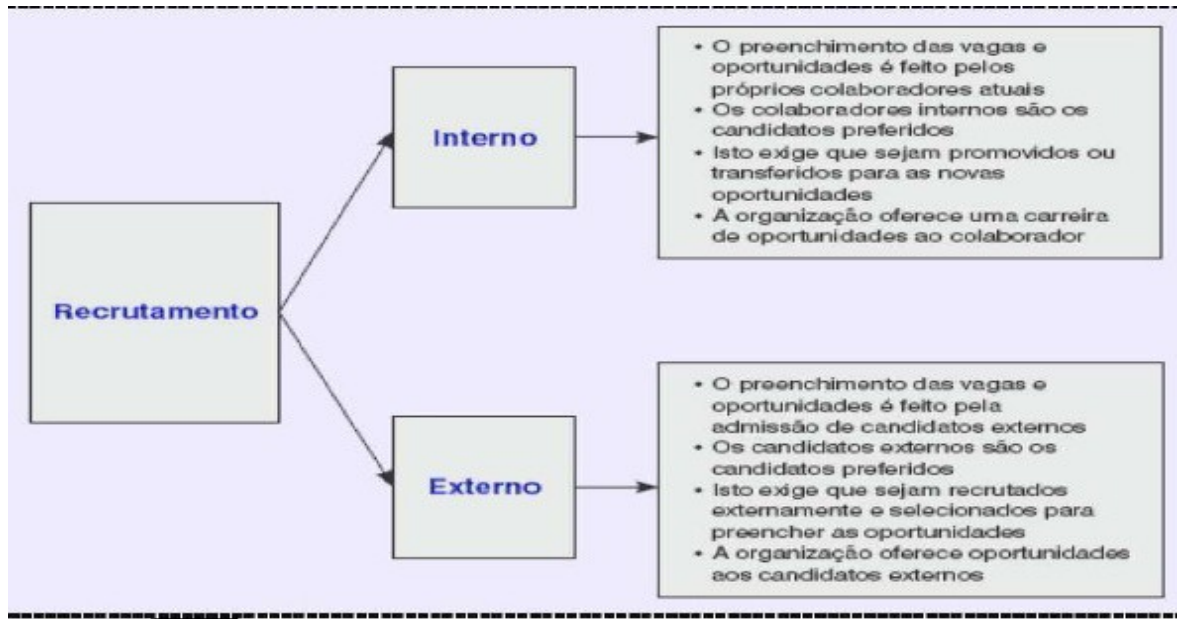 Recrutamento
Interno
• O preenchimento das vagas e
oportunidades é feito pelos
próprios colaboradores atuais
• Os colaboradores internos são os
candidatos preferidos
• Isto exige que sejam promovidos ou
transferidos para as novas
oportunidades
• A organização oferece uma carreira
de oportunidades ao colaborador
Externo
• O preenchimento das vagas e
oportunidades é feito pela
admissão de candidatos externos
• Os candidatos externos são os
candidatos preferidos
• Isto exige que sejam recrutados
externamente e selecionados para
preencher as oportunidades
• A organização oferece oportunidades
aos candidatos externos